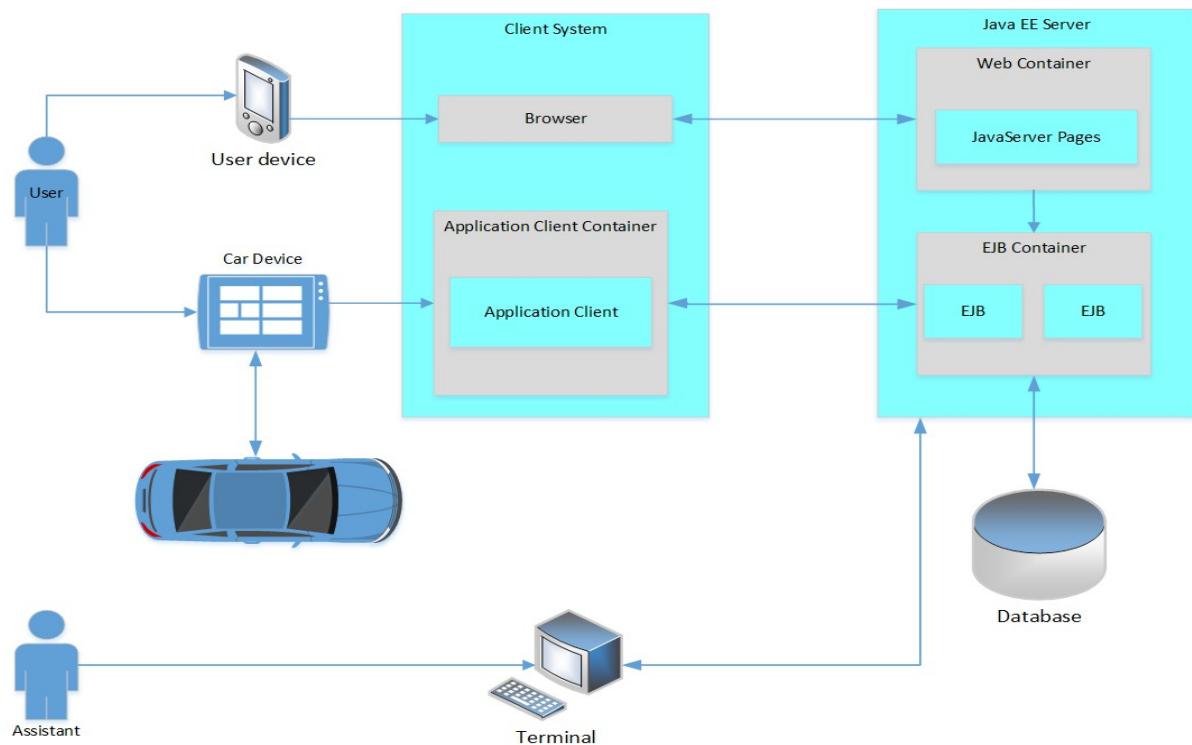 Client System
Java EE Server
Web Container
Browser
JavaServer Pages
User device
User
Application Client Container
EJB Container
Car Device
Application Client
EJB
EJB
Database
Assistant
Terminal